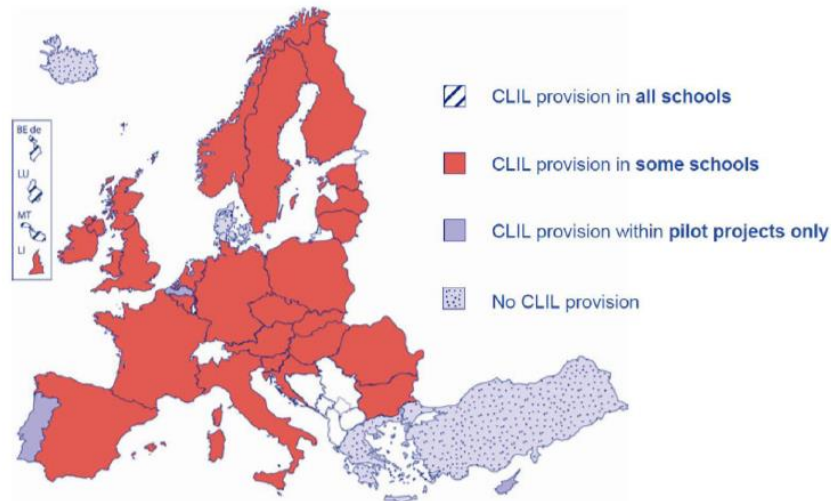 CLIL provision in all schools
BE de
LU
MT
LI
CLIL provision in some schools
CLIL provision within pilot projects only
No CLIL provision